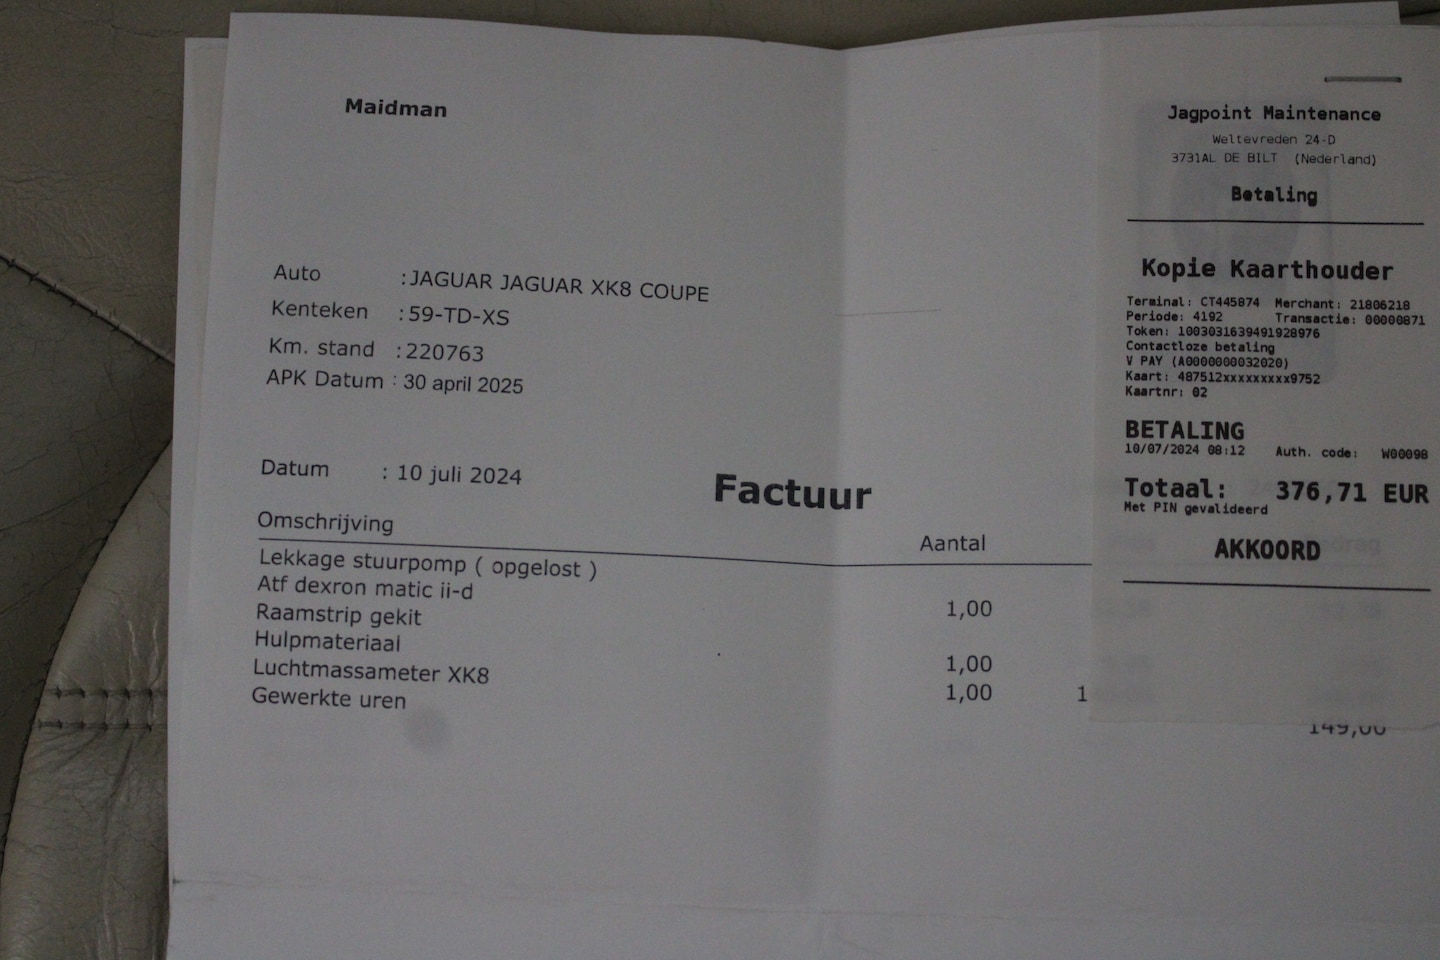 Maidman
Auto : JAGUAR JAGUAR XK8 COUPE
Kenteken : 59-TD-XS
Km. stand : 220763
APK Datum : 30 april 2025
Datum : 10 juli 2024
Factuur
Omschrijving Aantal
Lekkage stuurpomp ( opgelost )
Atf dexron matic ii-d 1,00
Raamstrip gekit
Hulpmateriaal 1,00
Luchtmassameter XK8 1,00 1
Gewerkte uren 149,00
Jagpoint Maintenance
Weltevreden 24-D
3731AL DE BILT (Nederland)
Betaling
Kopie Kaarthouder
Terminal: CT445874 Merchant: 21806218
Periode: 4192 Transactie: 00000871
Token: 1003031639491928976
Contactloze betaling
V PAY (A0000000032020)
Kaart: 487512xxxxxxxxx9752
Kaartnr: 02
BETALING
10/07/2024 08:12 Auth. code: W00098
Totaal: 376,71 EUR
Met PIN gevalideerd
AKKOORD